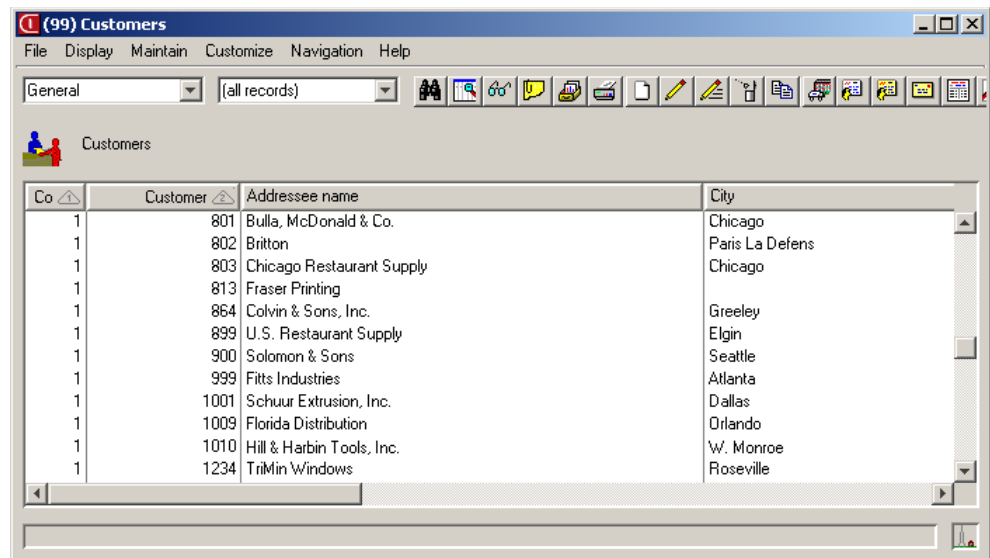 (99) Customers
File Display Maintain Customize Navigation Help
General (all records)
Customers
Co 1 Customer 2 Addressee name City
1 801 Bulla, McDonald & Co. Chicago
1 802 Britton Paris La Defens
1 803 Chicago Restaurant Supply Chicago
1 813 Fraser Printing
1 864 Colvin & Sons, Inc. Greeley
1 899 U.S. Restaurant Supply Elgin
1 900 Solomon & Sons Seattle
1 999 Fitts Industries Atlanta
1 1001 Schuur Extrusion, Inc. Dallas
1 1009 Florida Distribution Orlando
1 1010 Hill & Harbin Tools, Inc. W. Monroe
1 1234 TriMin Windows Roseville